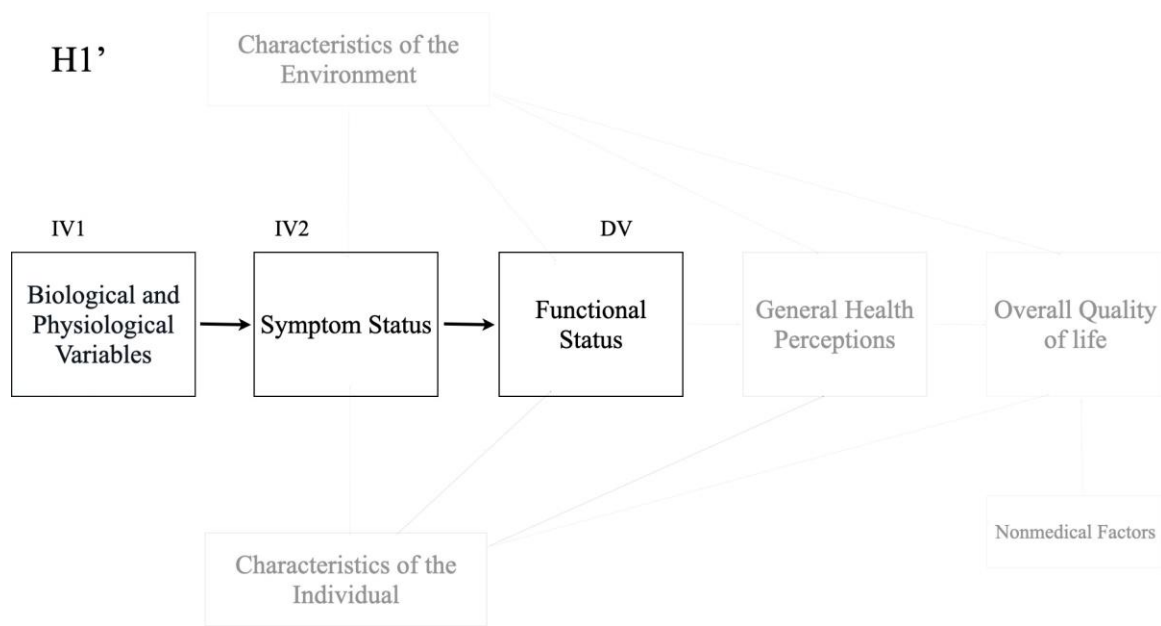 H1’
Characteristics of the
Environment
IV1
IV2
DV
Biological and
Physiological
Variables
Symptom Status
Functional
Status
General Health
Perceptions
Overall Quality
of life
Characteristics of the
Individual
Nonmedical Factors